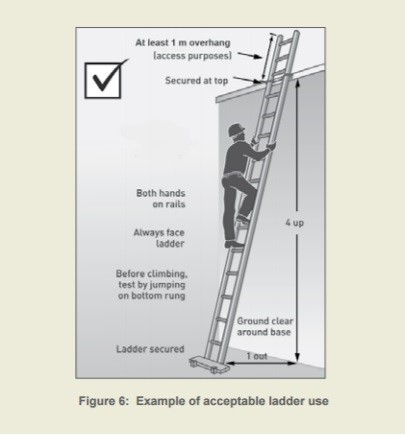 At least 1 m overhang
(access purposes)
Secured at top
Both hands
on rails
4 up
Always face
ladder
Before climbing,
test by jumping
on bottom rung
Ground clear
around base
Ladder secured
1 out
Figure 6: Example of acceptable ladder use